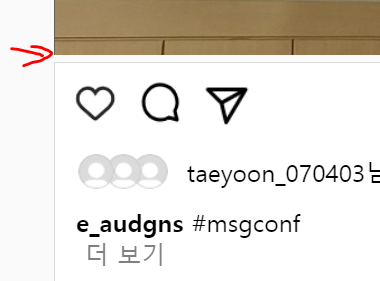 taeyoon_070403님
e_audgns #msgconf
더 보기